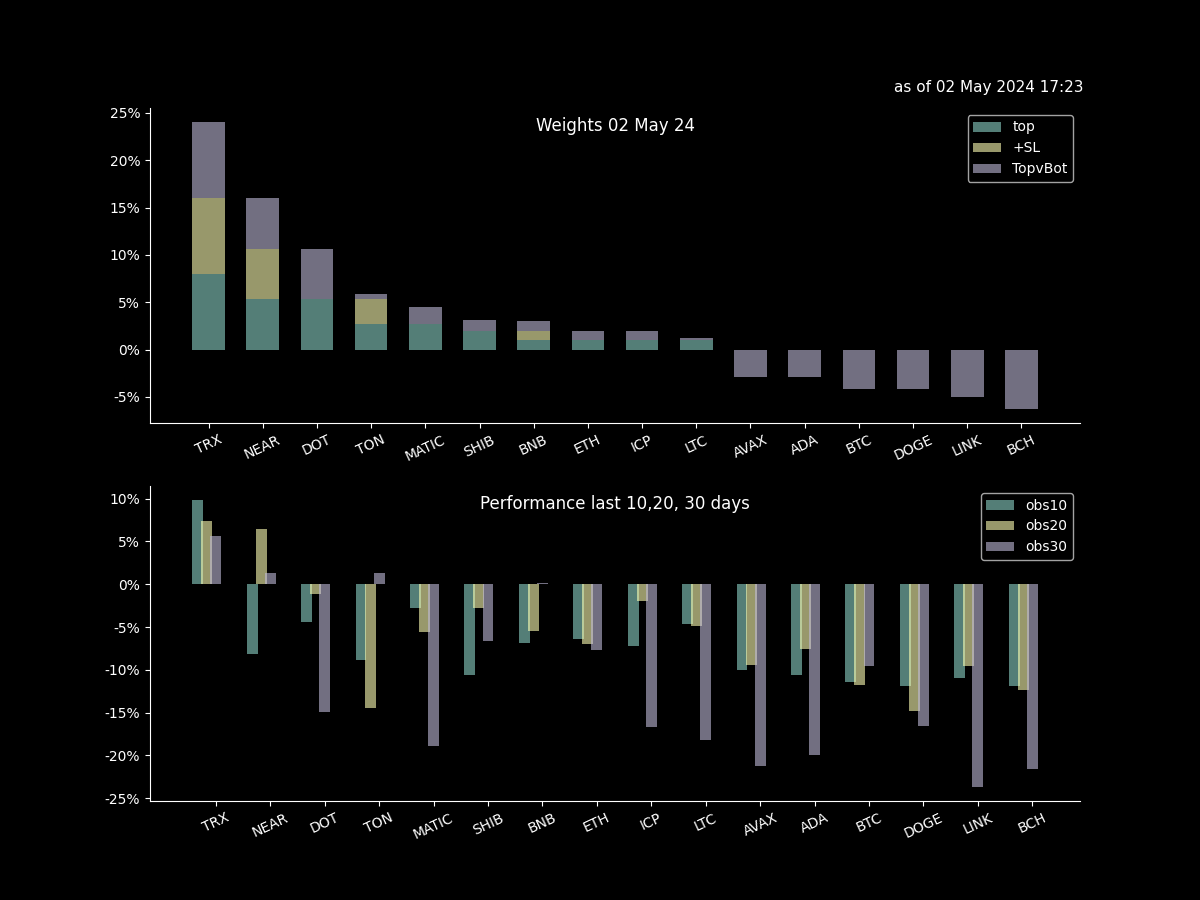 as of 02 May 2024 17:23
Weights 02 May 24
top
+SL
TopvBot
25%
20%
15%
10%
5%
0%
-5%
TRX NEAR DOT TON MATIC SHIB BNB ETH ICP LTC AVAX ADA BTC DOGE LINK BCH
Performance last 10,20, 30 days
obs10
obs20
obs30
10%
5%
0%
-5%
-10%
-15%
-20%
-25%
TRX NEAR DOT TON MATIC SHIB BNB ETH ICP LTC AVAX ADA BTC DOGE LINK BCH